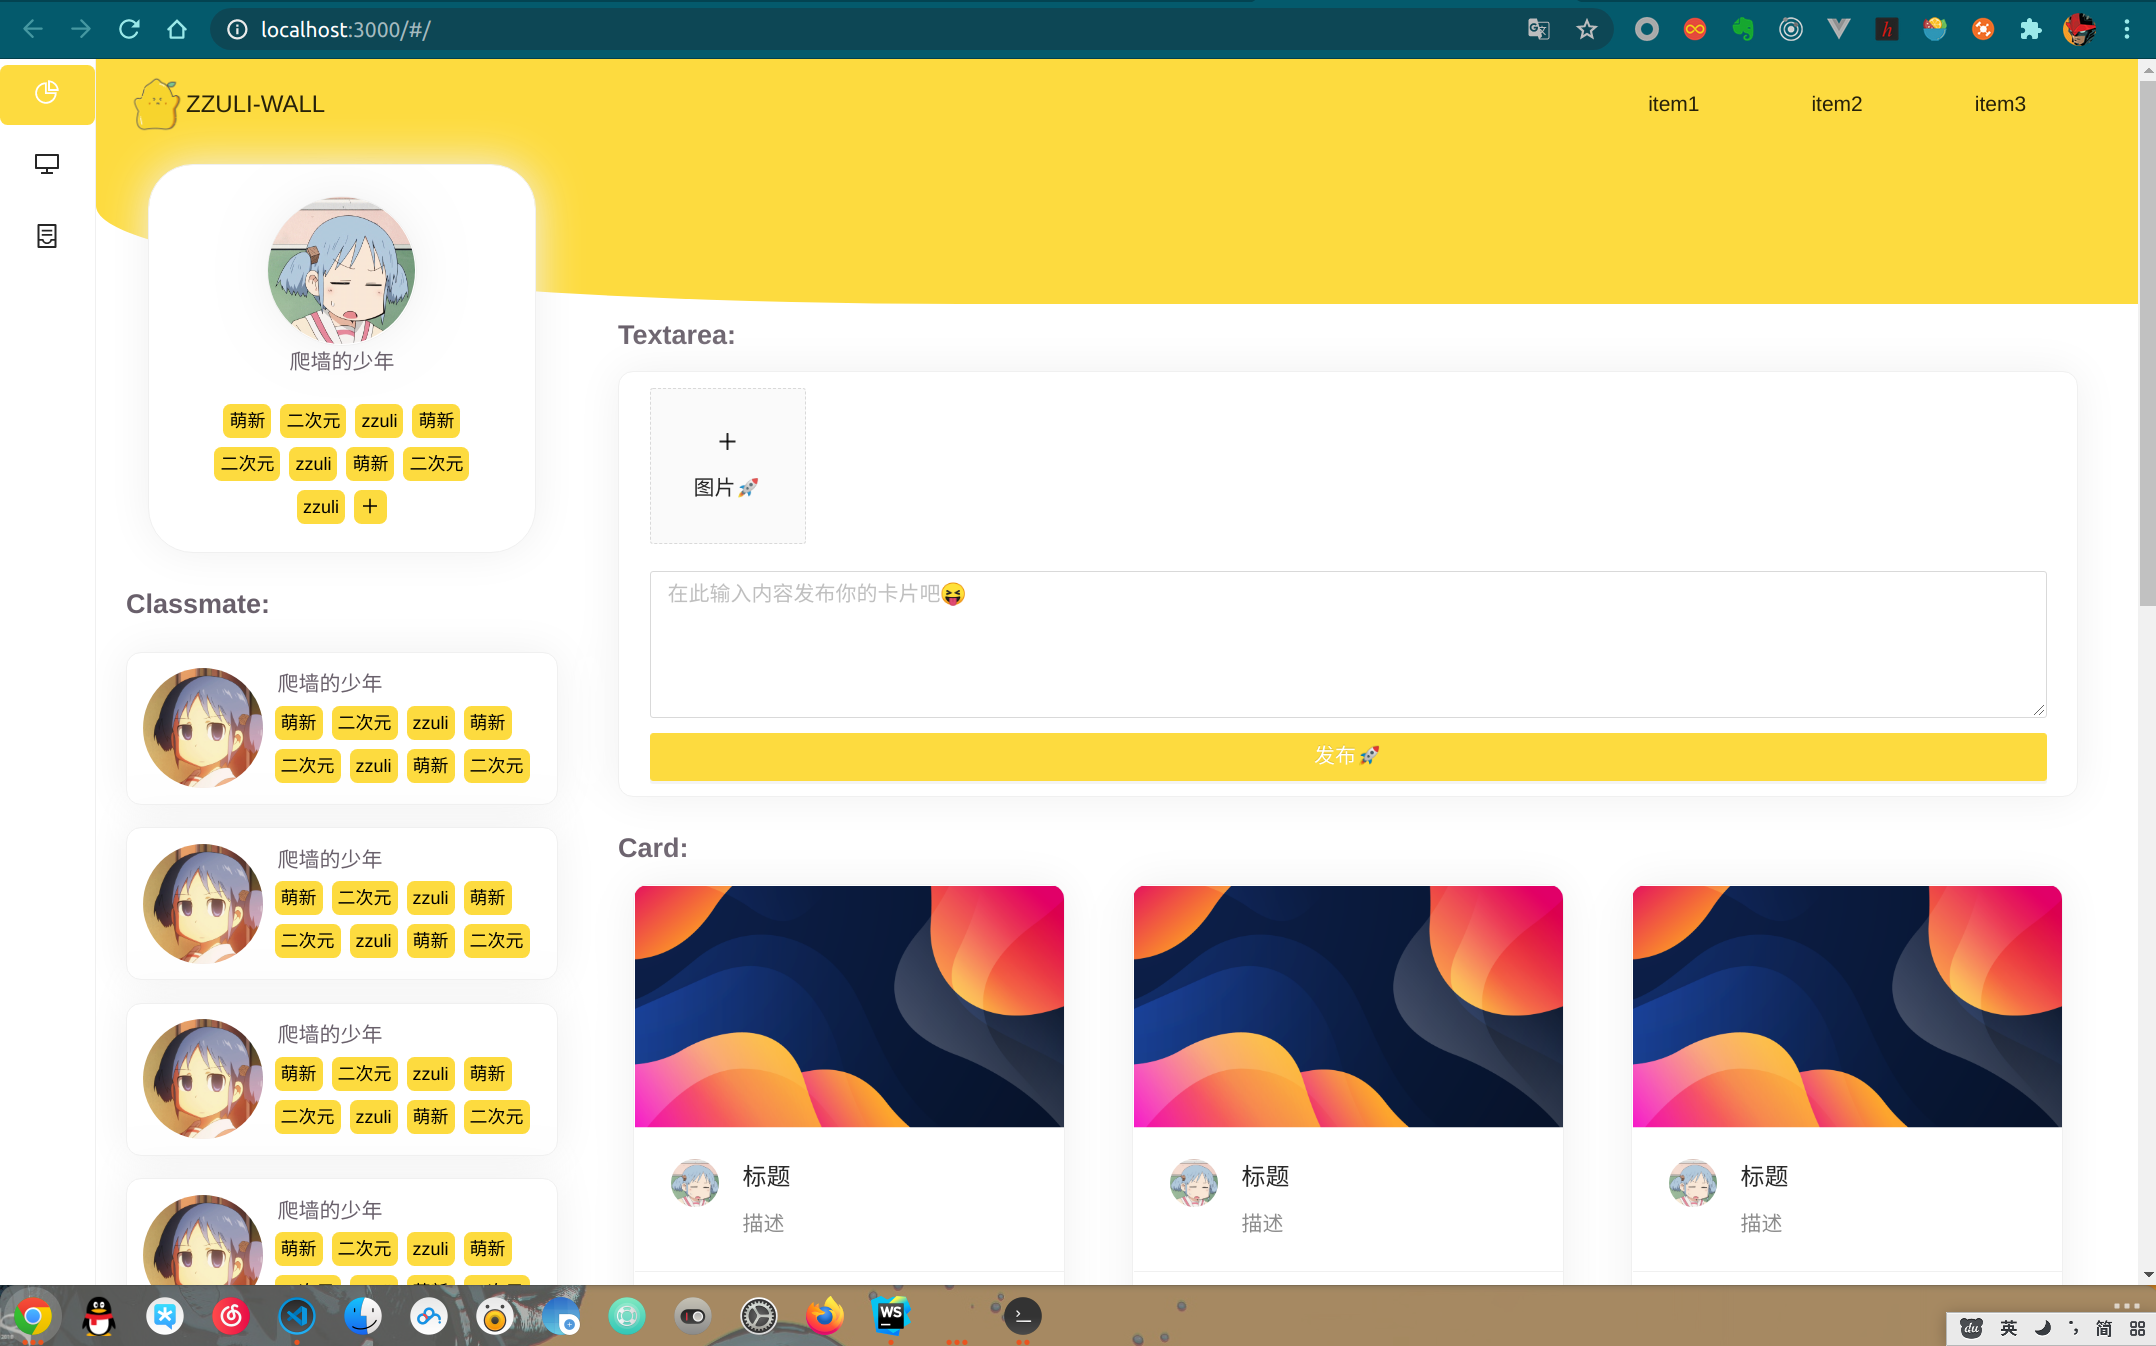 localhost:3000/#/
ZZULI-WALL
item1 item2 item3
爬墙的少年
萌新 二次元 zzuli 萌新
二次元 zzuli 萌新 二次元
zzuli +
Classmate:
爬墙的少年
萌新 二次元 zzuli 萌新
二次元 zzuli 萌新 二次元
爬墙的少年
萌新 二次元 zzuli 萌新
二次元 zzuli 萌新 二次元
爬墙的少年
萌新 二次元 zzuli 萌新
二次元 zzuli 萌新 二次元
爬墙的少年
萌新 二次元 zzuli 萌新
Textarea:
+
图片🚀
在此输入内容发布你的卡片吧😝
发布🚀
Card:
标题
描述
标题
描述
标题
描述
WS
du 英 简